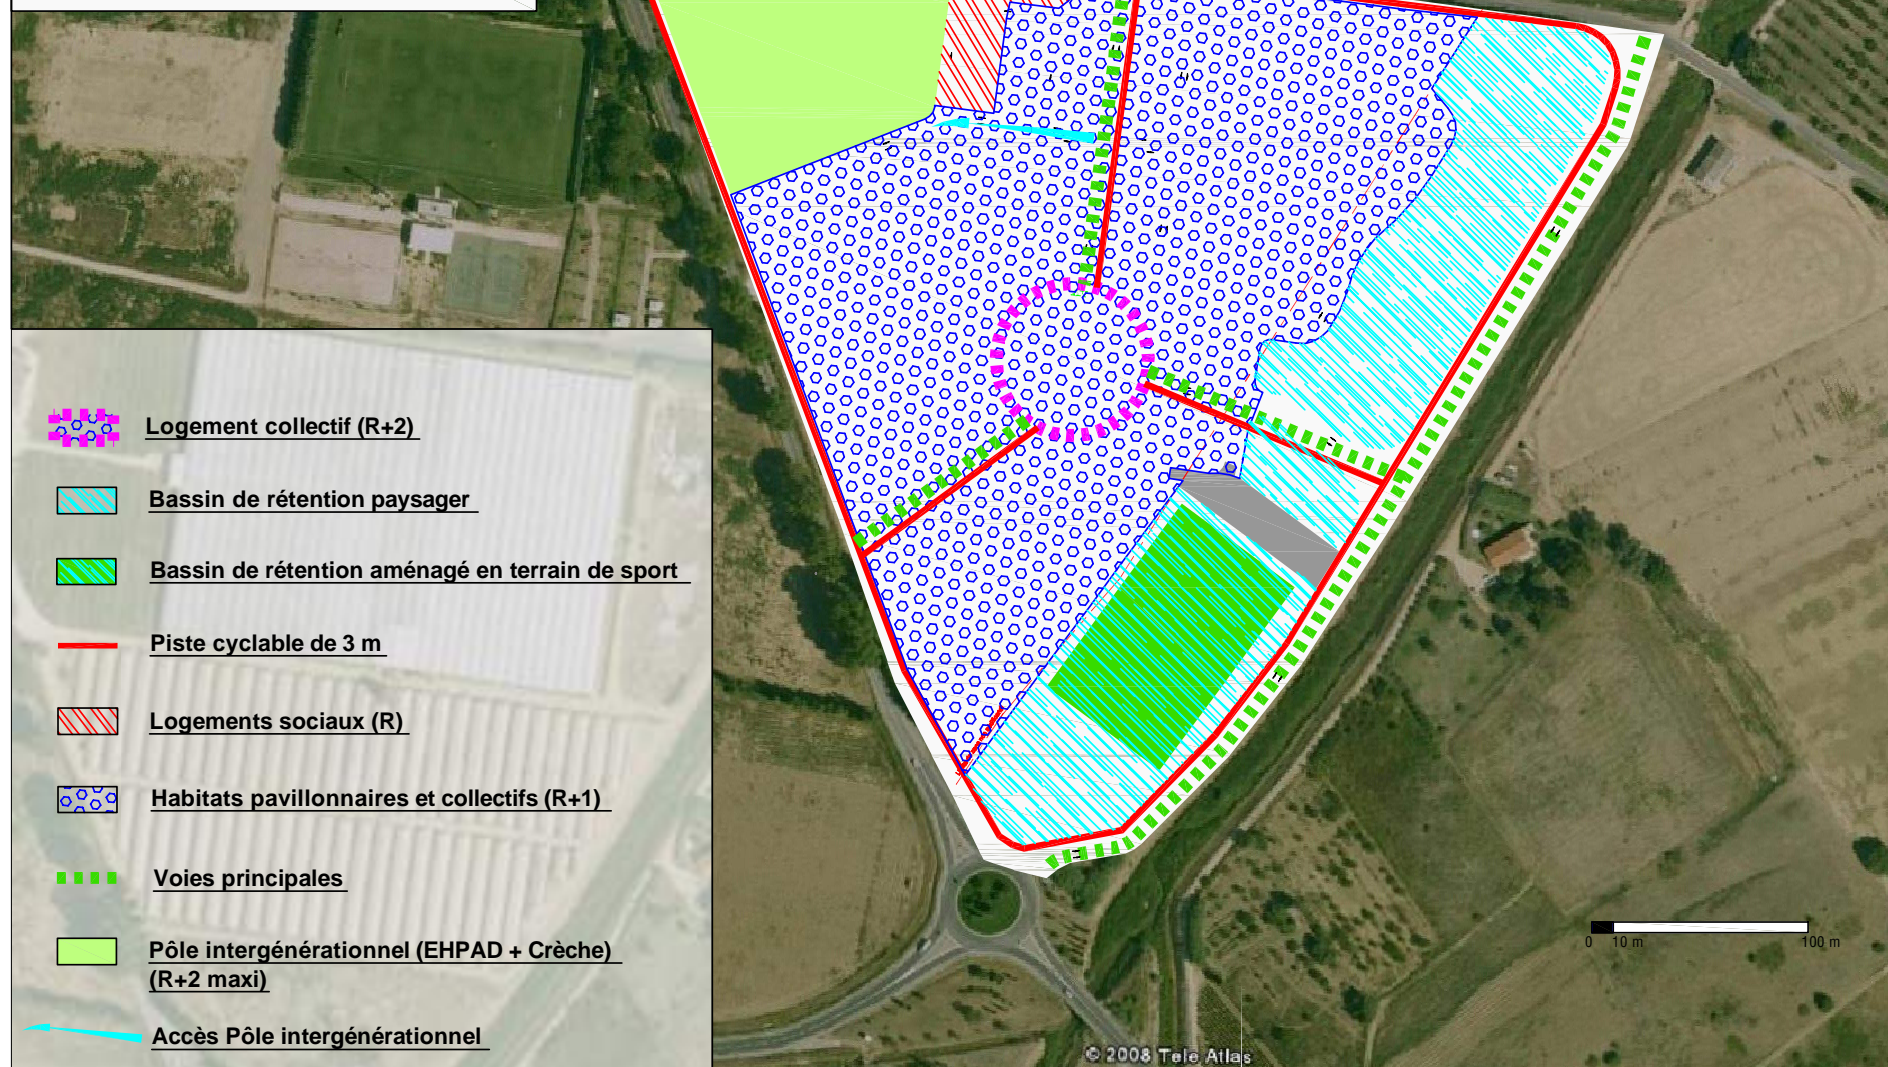 Logement collectif (R+2)
Bassin de rétention paysager
Bassin de rétention aménagé en terrain de sport
Piste cyclable de 3 m
Logements sociaux (R)
Habitats pavillonnaires et collectifs (R+1)
Voies principales
Pôle intergénérationnel (EHPAD + Crèche)
(R+2 maxi)
Accès Pôle intergénérationnel
0 10 m 100 m
© 2008 Tele Atlas